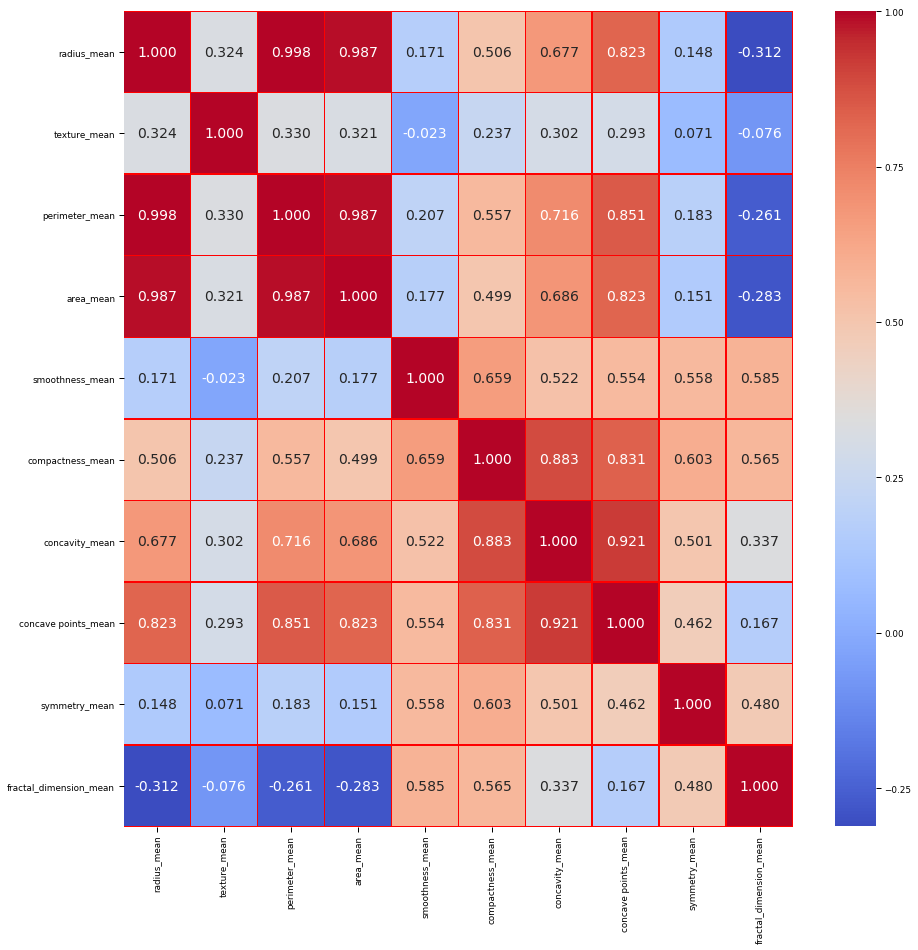 radius_mean 1.000 0.324 0.998 0.987 0.171 0.506 0.677 0.823 0.148 -0.312
texture_mean 0.324 1.000 0.330 0.321 -0.023 0.237 0.302 0.293 0.071 -0.076
perimeter_mean 0.998 0.330 1.000 0.987 0.207 0.557 0.716 0.851 0.183 -0.261
area_mean 0.987 0.321 0.987 1.000 0.177 0.499 0.686 0.823 0.151 -0.283
smoothness_mean 0.171 -0.023 0.207 0.177 1.000 0.659 0.522 0.554 0.558 0.585
compactness_mean 0.506 0.237 0.557 0.499 0.659 1.000 0.883 0.831 0.603 0.565
concavity_mean 0.677 0.302 0.716 0.686 0.522 0.883 1.000 0.921 0.501 0.337
concave points_mean 0.823 0.293 0.851 0.823 0.554 0.831 0.921 1.000 0.462 0.167
symmetry_mean 0.148 0.071 0.183 0.151 0.558 0.603 0.501 0.462 1.000 0.480
fractal_dimension_mean -0.312 -0.076 -0.261 -0.283 0.585 0.565 0.337 0.167 0.480 1.000
radius_mean
texture_mean
perimeter_mean
area_mean
smoothness_mean
compactness_mean
concavity_mean
concave points_mean
symmetry_mean
fractal_dimension_mean
1.00
0.75
0.50
0.25
0.00
−0.25